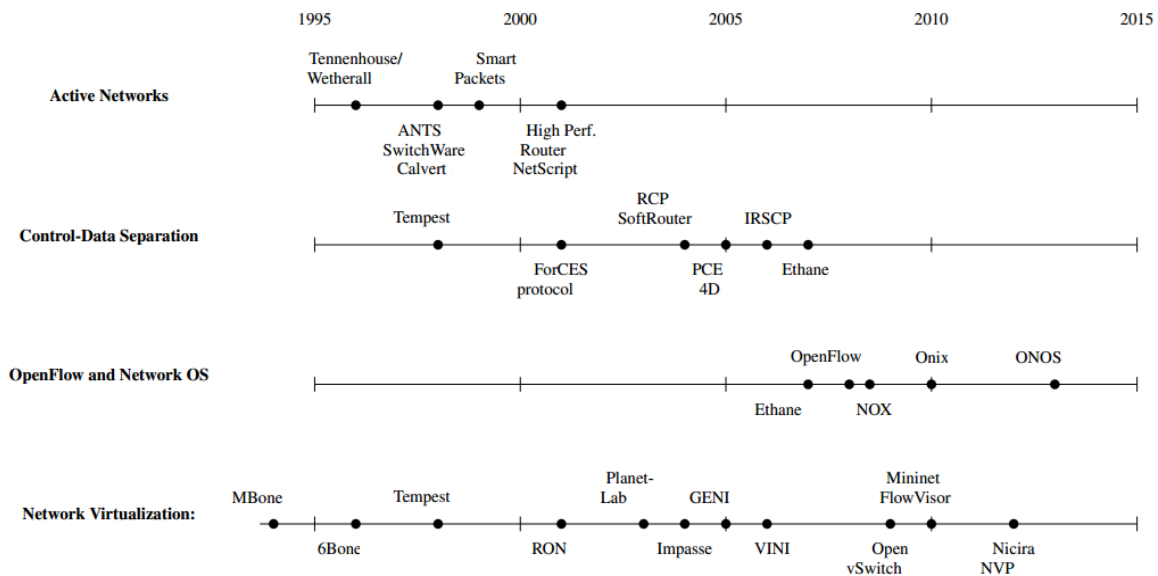 1995 2000 2005 2010 2015
Tennenhouse/ Smart
Wetherall Packets
Active Networks
ANTS High Perf.
SwitchWare Router
Calvert NetScript
RCP
Tempest SoftRouter IRSCP
Control-Data Separation
ForCES PCE Ethane
protocol 4D
OpenFlow Onix ONOS
OpenFlow and Network OS
Ethane NOX
Planet- Mininet
MBone Tempest Lab GENI FlowVisor
Network Virtualization:
6Bone RON Impasse VINI Open Nicira
vSwitch NVP